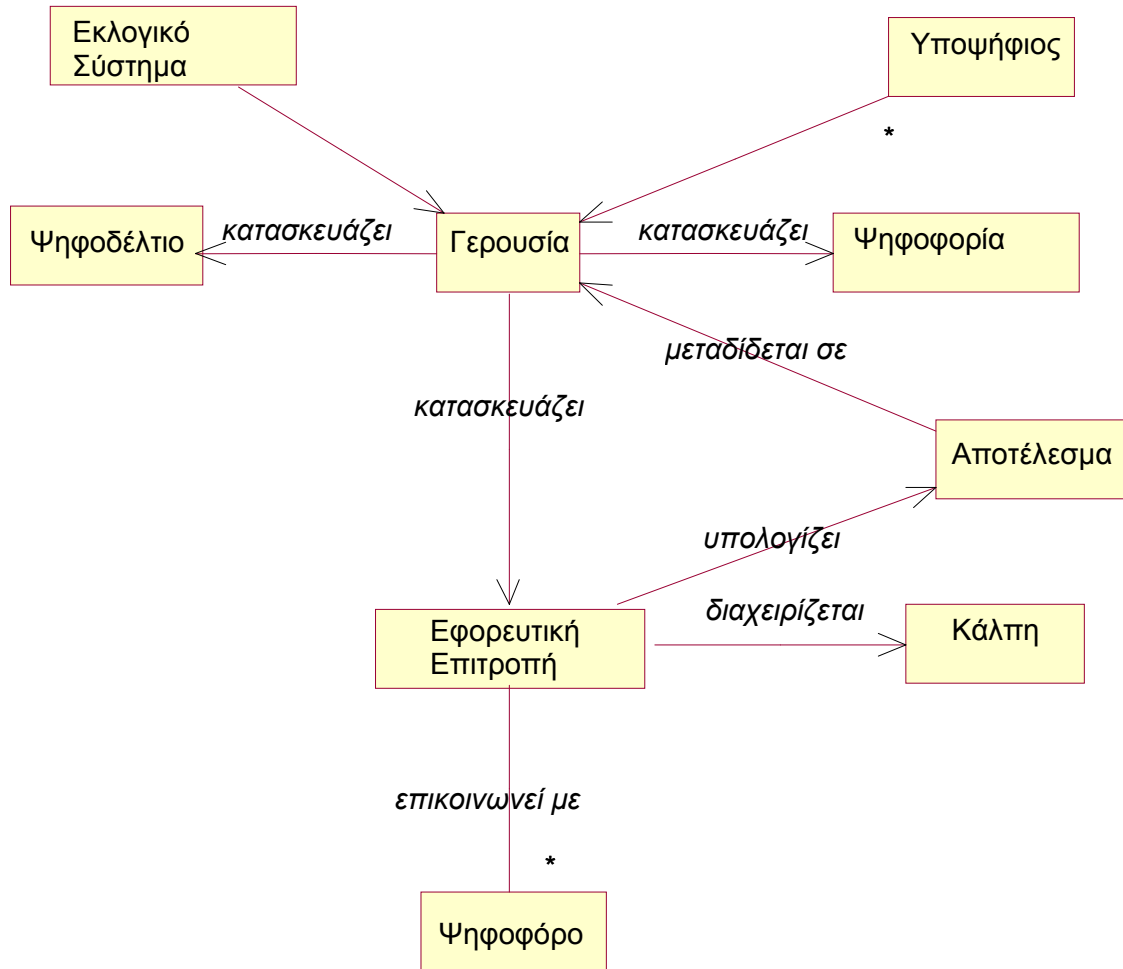 Εκλογικό
Σύστημα
Υποψήφιος
*
Ψηφοδέλτιο
κατασκευάζει
Γερουσία
κατασκευάζει
Ψηφοφορία
μεταδίδεται σε
κατασκευάζει
Αποτέλεσμα
υπολογίζει
διαχειρίζεται
Εφορευτική
Επιτροπή
Κάλπη
επικοινωνεί με
*
Ψηφοφόρο